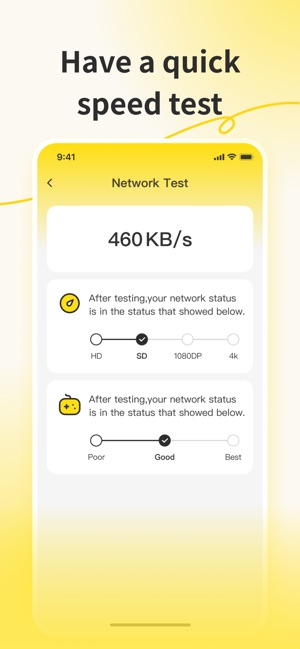 Have a quick
speed test
9:41
Network Test
460 KB/s
After testing,your network status
is in the status that showed below.
HD SD 1080DP 4k
After testing,your network status
is in the status that showed below.
Poor Good Best